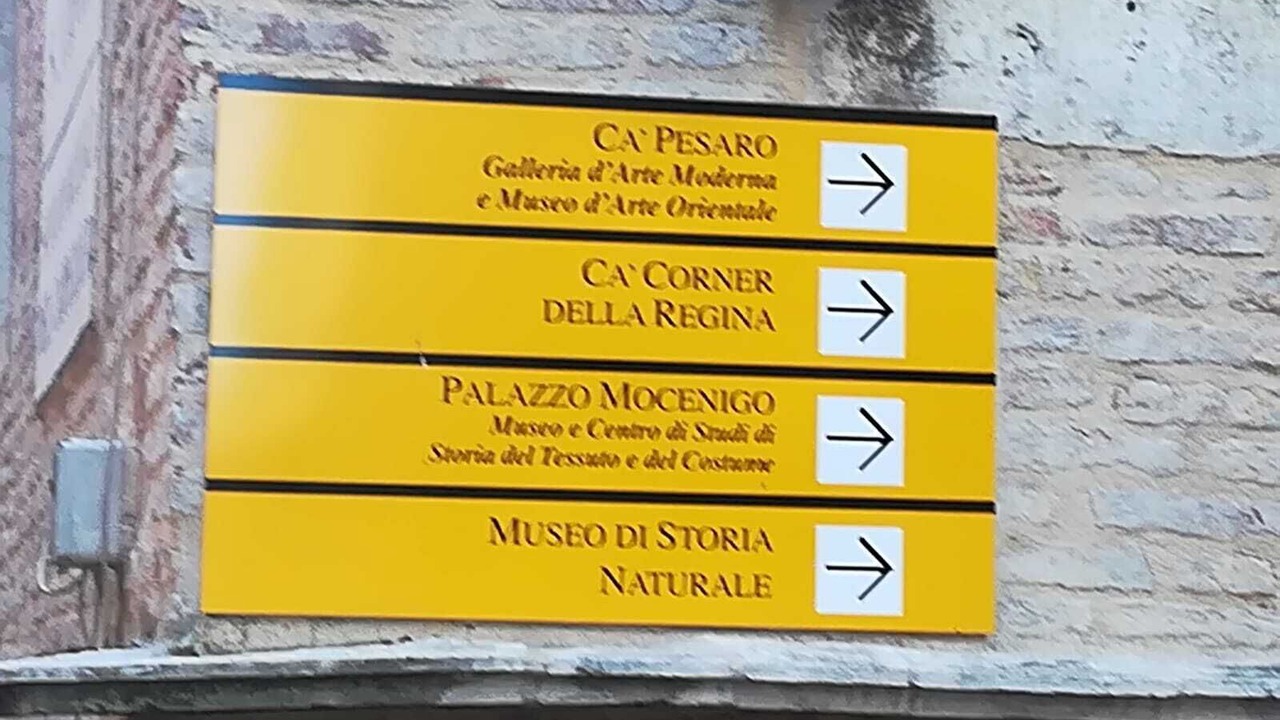 CA' PESARO
Galleria d'Arte Moderna
e Museo d'Arte Orientale
CA' CORNER
DELLA REGINA
PALAZZO MOCENIGO
Museo e Centro di Studi di
Storia del Tessuto e del Costume
MUSEO DI STORIA
NATURALE